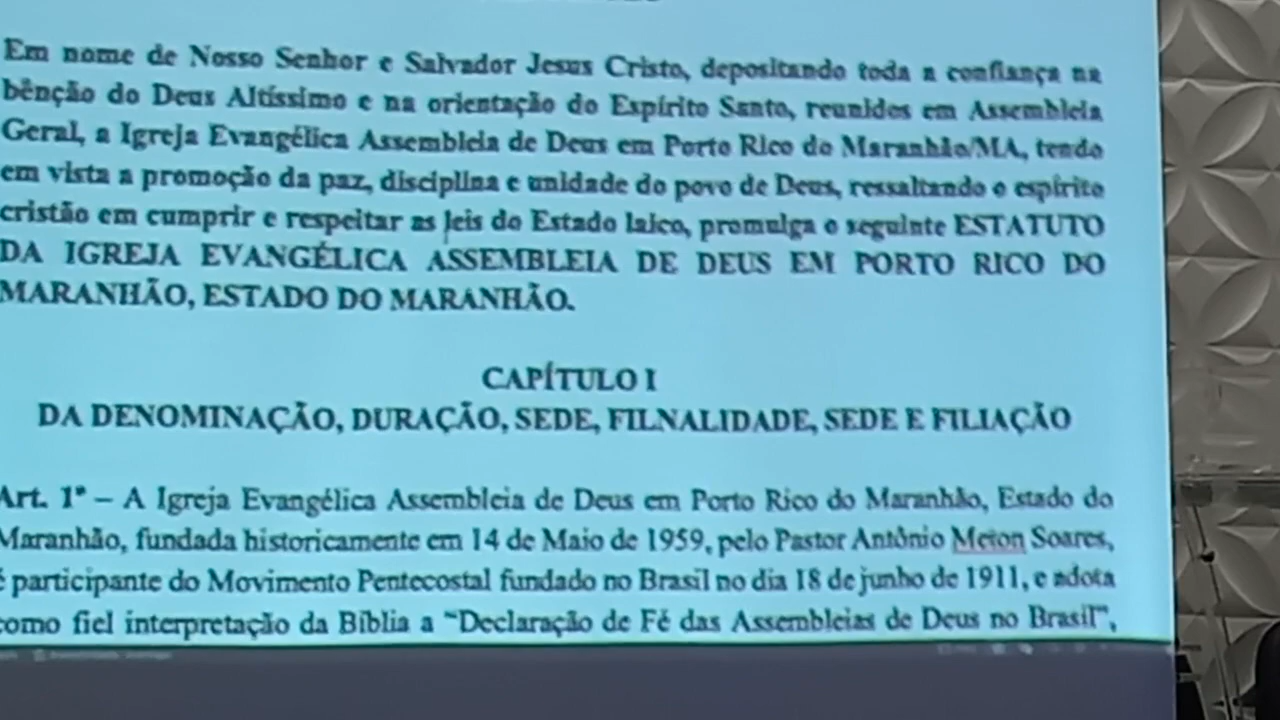 Em nome de Nosso Senhor e Salvador Jesus Cristo, depositando toda a confiança na
bênção do Deus Altíssimo e na orientação do Espírito Santo, reunidos em Assembleia
Geral, a Igreja Evangélica Assembleia de Deus em Porto Rico do Maranhão/MA, tendo
em vista a promoção da paz, disciplina e unidade do povo de Deus, ressaltando o espírito
cristão em cumprir e respeitar as leis do Estado laico, promulga o seguinte ESTATUTO
DA IGREJA EVANGÉLICA ASSEMBLEIA DE DEUS EM PORTO RICO DO
MARANHÃO, ESTADO DO MARANHÃO.
CAPÍTULO I
DA DENOMINAÇÃO, DURAÇÃO, SEDE, FILNALIDADE, SEDE E FILIAÇÃO
Art. 1º – A Igreja Evangélica Assembleia de Deus em Porto Rico do Maranhão, Estado do
Maranhão, fundada historicamente em 14 de Maio de 1959, pelo Pastor Antônio Meton Soares,
é participante do Movimento Pentecostal fundado no Brasil no dia 18 de junho de 1911, e adota
como fiel interpretação da Bíblia a "Declaração de Fé das Assembleias de Deus no Brasil",